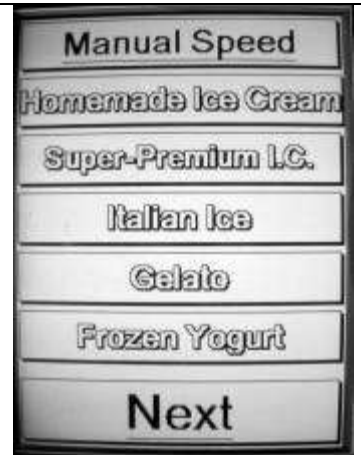 Manual Speed
Homemade Ice Cream
Super-Premium I.C.
Italian Ice
Gelato
Frozen Yogurt
Next